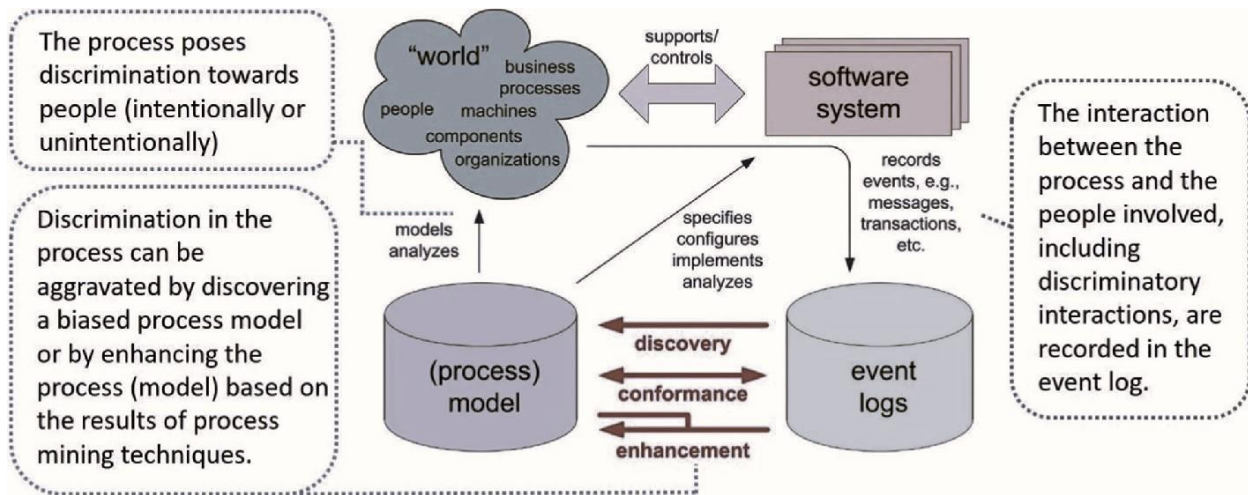 The process poses
discrimination towards
people (intentionally or
unintentionally)
Discrimination in the
process can be
aggravated by discovering
a biased process model
or by enhancing the
process (model) based on
the results of process
mining techniques.
“world”
business
processes
people
machines
components
organizations
supports/
controls
software
system
models
analyzes
specifies
configures
implements
analyzes
records
events, e.g.,
messages,
transactions,
etc.
(process)
model
discovery
conformance
enhancement
event
logs
The interaction
between the
process and the
people involved,
including
discriminatory
interactions, are
recorded in the
event log.